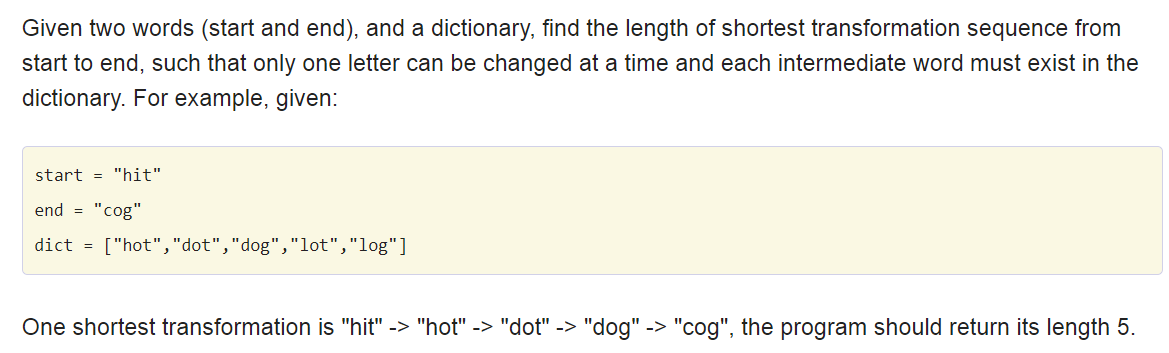 Given two words (start and end), and a dictionary, find the length of shortest transformation sequence from
start to end, such that only one letter can be changed at a time and each intermediate word must exist in the
dictionary. For example, given:
start = "hit"
end = "cog"
dict = ["hot","dot","dog","lot","log"]
One shortest transformation is "hit" -> "hot" -> "dot" -> "dog" -> "cog", the program should return its length 5.